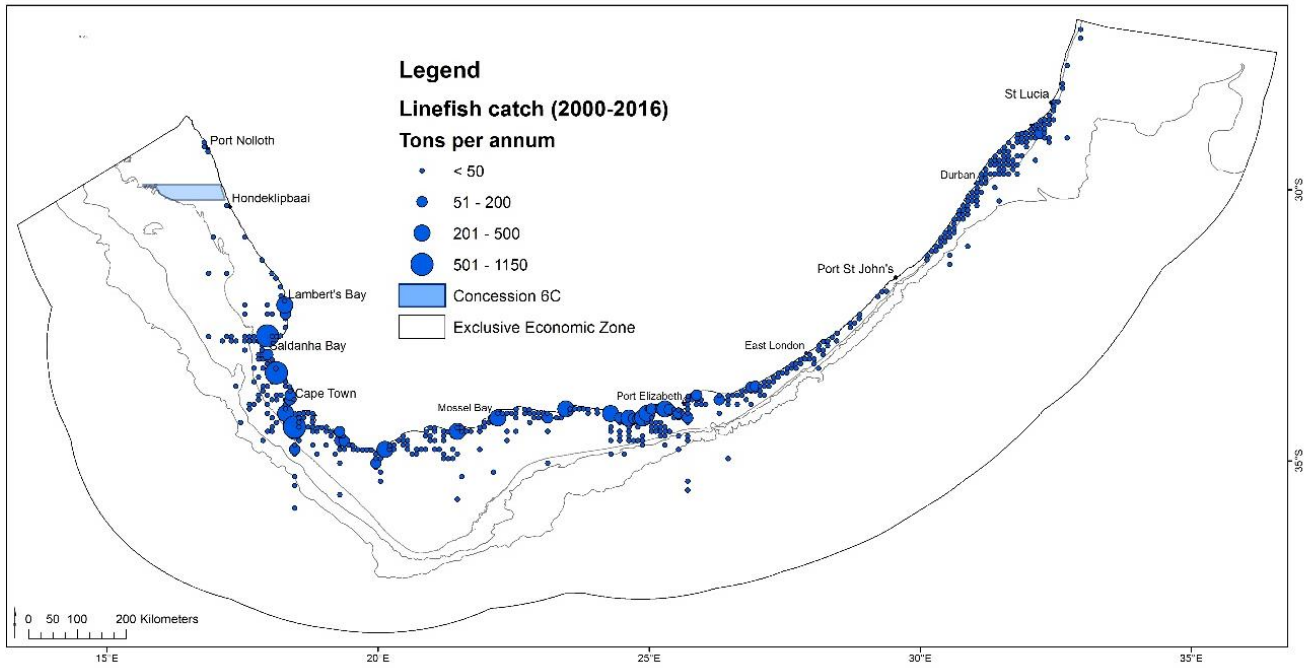 Legend
Linefish catch (2000-2016)
Tons per annum
< 50
51 - 200
201 - 500
501 - 1150
Concession 6C
Exclusive Economic Zone
Port Nolloth
Hondeklipbaai
Lambert's Bay
Saldanha Bay
Cape Town
Mossel Bay
Port Elizabeth
East London
Port St John's
Durban
St Lucia
30°S
35°S
0 50 100 200 Kilometers
15°E 20°E 25°E 30°E 35°E